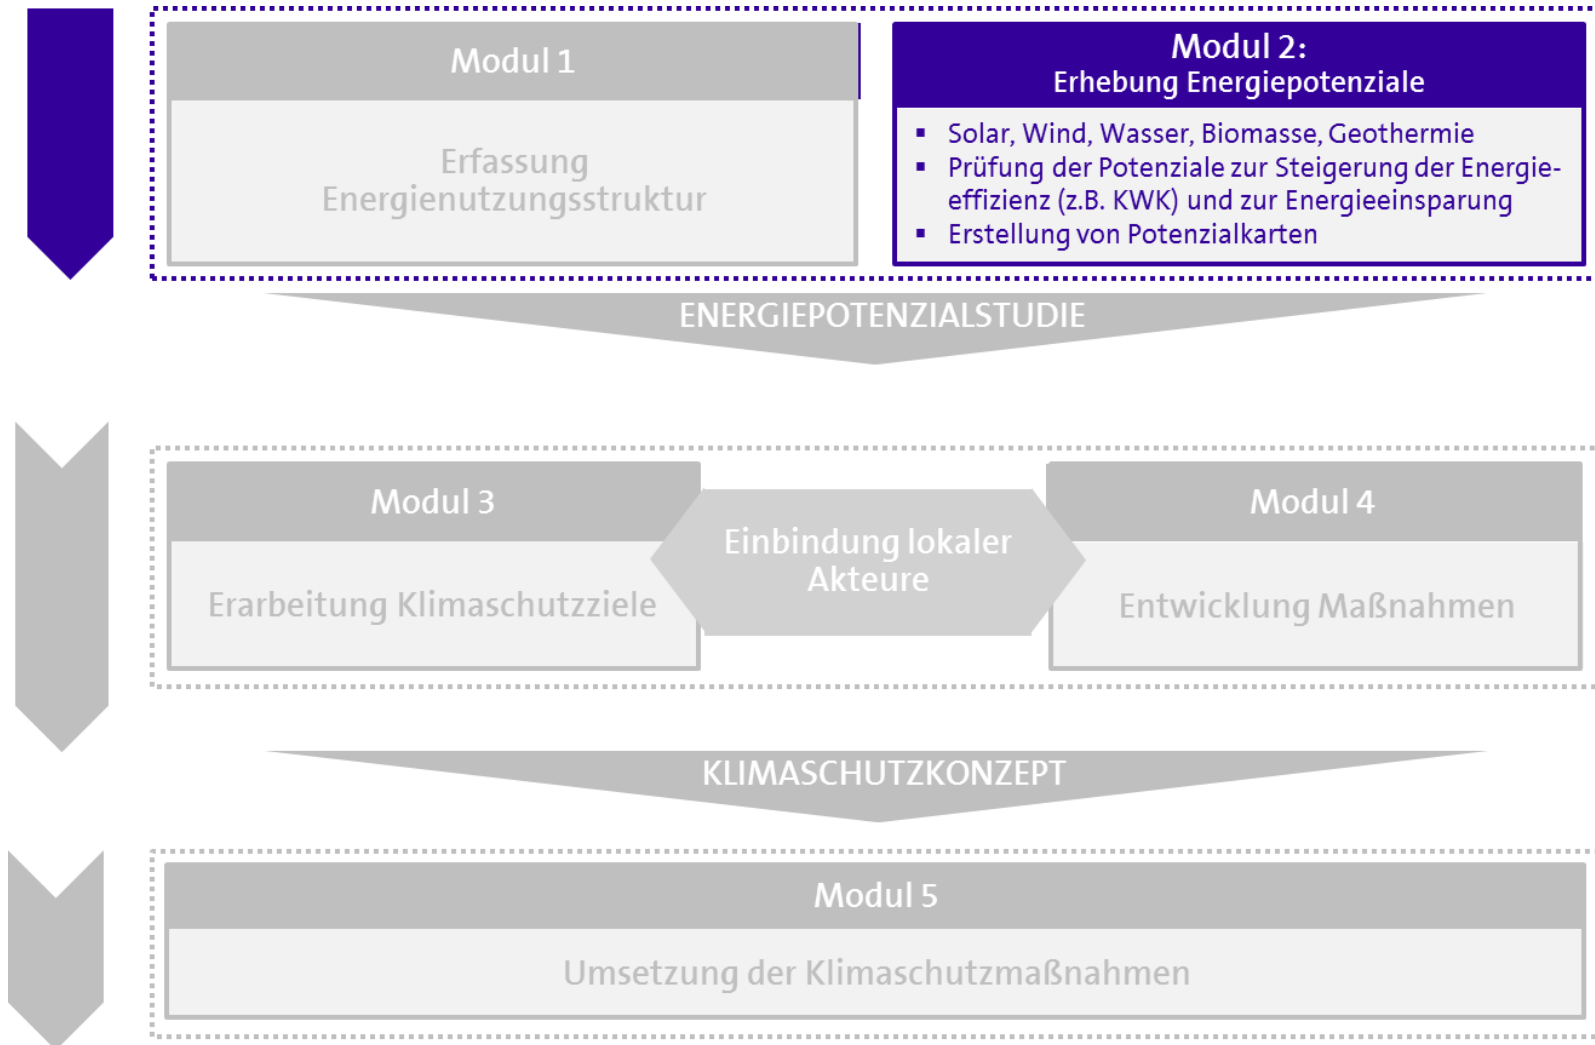 Modul 1
Erfassung
Energienutzungsstruktur
Modul 2:
Erhebung Energiepotenziale
▪ Solar, Wind, Wasser, Biomasse, Geothermie
▪ Prüfung der Potenziale zur Steigerung der Energie-
effizienz (z.B. KWK) und zur Energieeinsparung
▪ Erstellung von Potenzialkarten
ENERGIEPOTENZIALSTUDIE
Modul 3
Erarbeitung Klimaschutzziele
Einbindung lokaler
Akteure
Modul 4
Entwicklung Maßnahmen
KLIMASCHUTZKONZEPT
Modul 5
Umsetzung der Klimaschutzmaßnahmen